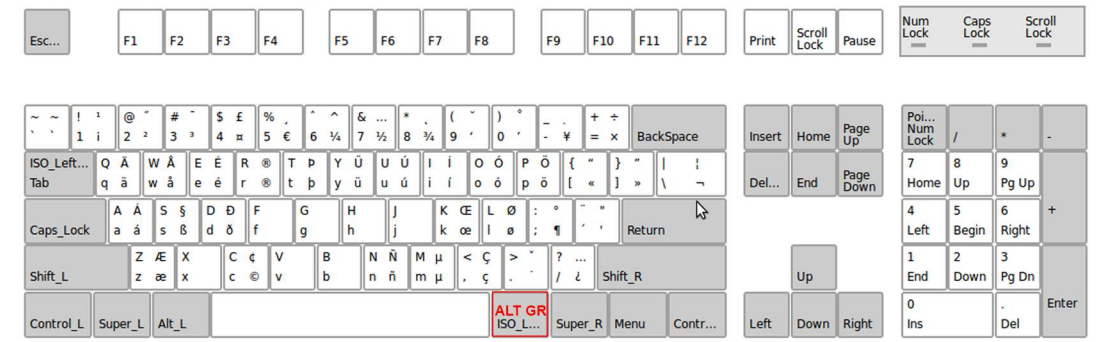 Esc... F1 F2 F3 F4 F5 F6 F7 F8 F9 F10 F11 F12 Print Scroll Lock Pause Num Lock Caps Lock Scroll Lock
~ ~ ! ¹ @ ˝ # ¯ $ £ % ¸ ^ ^ & ... * ˛ ( ˘ ) ° _ . + ÷
` ` 1 ¡ 2 ² 3 ³ 4 ¤ 5 € 6 ¼ 7 ½ 8 ¾ 9 ‘ 0 ’ - ¥ = × BackSpace Insert Home Page Up Poi... Num Lock / * -
ISO_Left... Q Ä W Å E É R ® T Þ Y Ü U Ú I Í O Ó P Ö { “ } ” | ¦ 7 8 9
Tab q ä w å e é r ® t þ y ü u ú i í o ó p ö [ « ] » \ ¬ Del... End Page Down Home Up Pg Up +
A Á S § D Ð F G H J K Œ L Ø : ° ¨ " 4 5 6
Caps_Lock a á s ß d ð f g h j k œ l ø ; ¶ ´ ' Return Left Begin Right
Z Æ X C ¢ V B N Ñ M µ < Ç > ˇ ? ... 1 2 3
Shift_L z æ x c © v b n ñ m µ , ç . ˙ / ¿ Shift_R Up End Down Pg Dn Enter
ALT GR 0 .
Control_L Super_L Alt_L ISO_L... Super_R Menu Contr... Left Down Right Ins Del